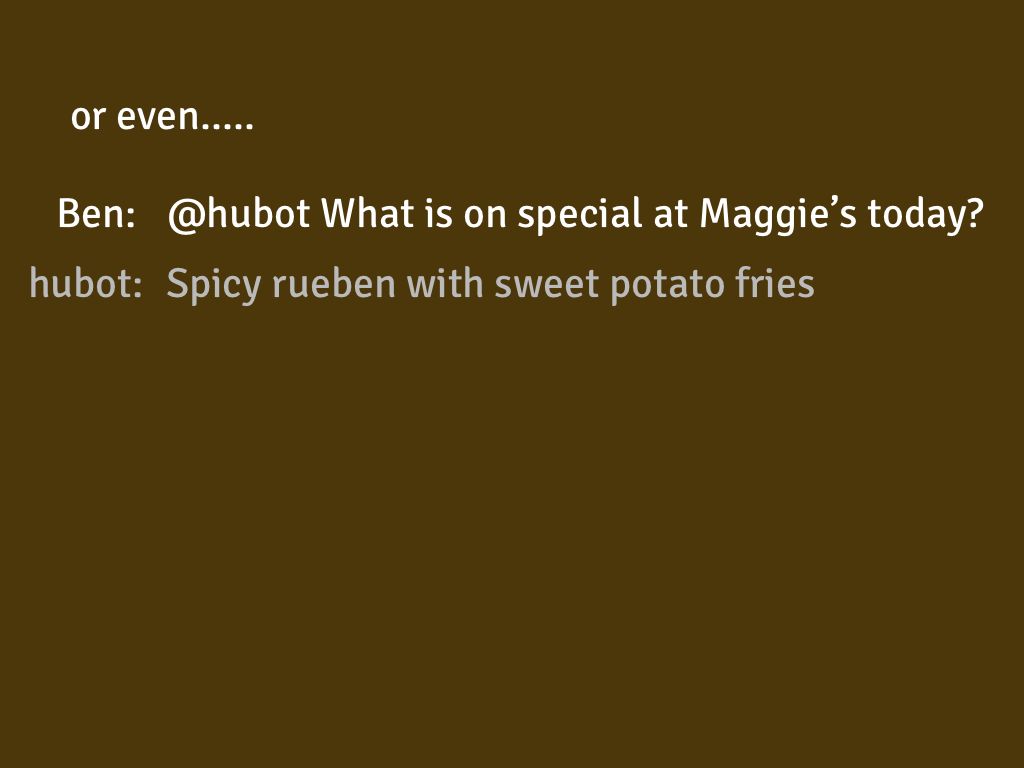 or even.....
Ben: @hubot What is on special at Maggie’s today?
hubot: Spicy rueben with sweet potato fries